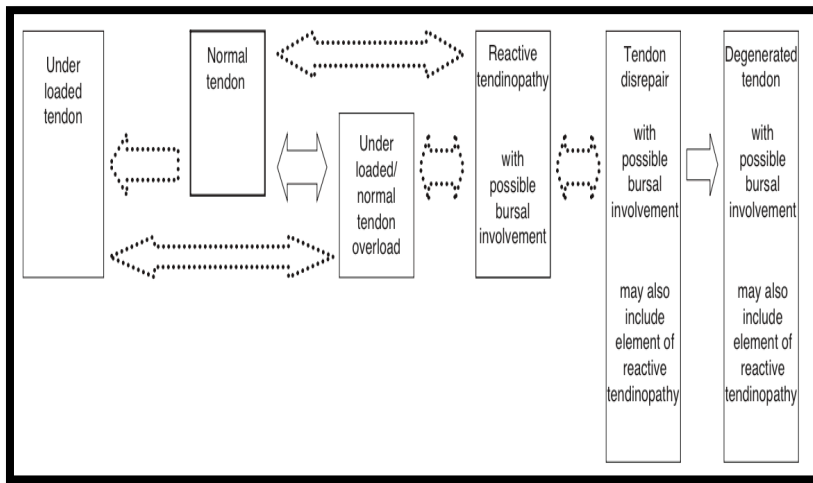 Under
loaded
tendon
Normal
tendon
Under
loaded/
normal
tendon
overload
Reactive
tendinopathy
with
possible
bursal
involvement
Tendon
disrepair
with
possible
bursal
involvement
may also
include
element of
reactive
tendinopathy
Degenerated
tendon
with
possible
bursal
involvement
may also
include
element of
reactive
tendinopathy